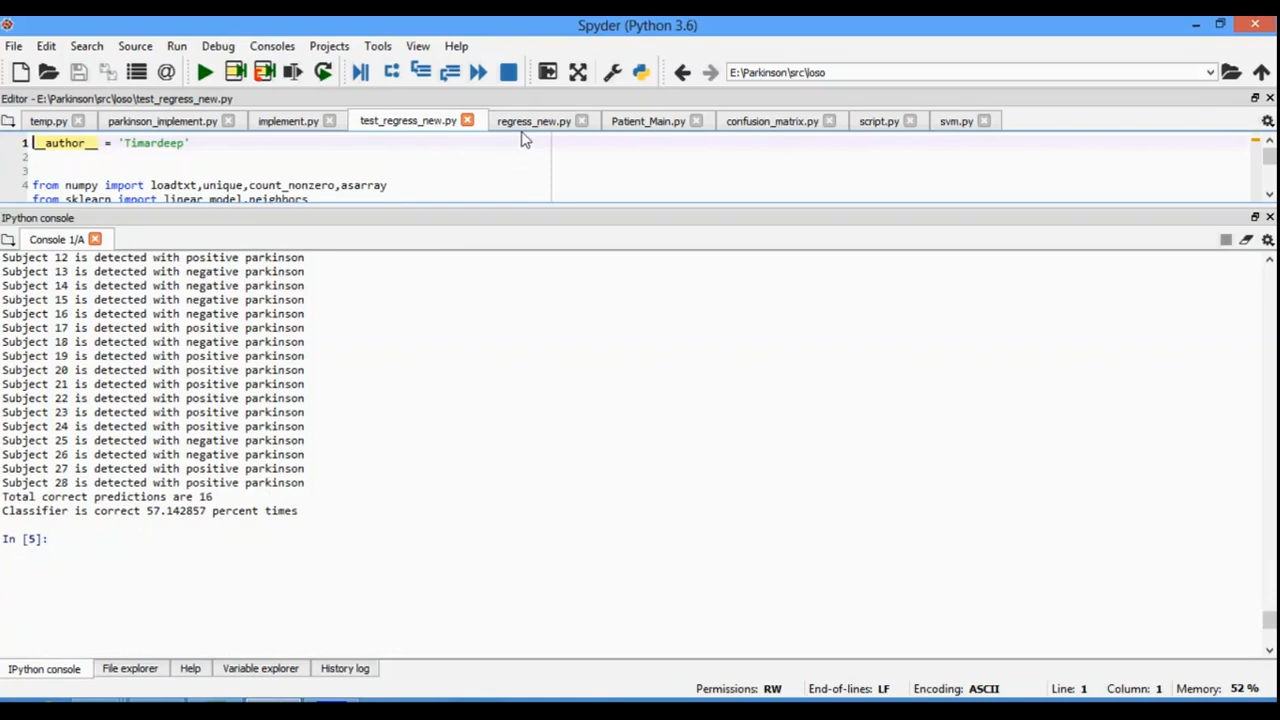 Spyder (Python 3.6)
File Edit Search Source Run Debug Consoles Projects Tools View Help
E:\Parkinson\src\loso
Editor - E:\Parkinson\src\loso\test_regress_new.py
temp.py parkinson_implement.py implement.py test_regress_new.py regress_new.py Patient_Main.py confusion_matrix.py script.py svm.py
1 __author__ = 'Timardeep'
2
3
4 from numpy import loadtxt,unique,count_nonzero,asarray
from sklearn import linear_model,neighbors
IPython console
Console 1/A
Subject 12 is detected with positive parkinson
Subject 13 is detected with negative parkinson
Subject 14 is detected with negative parkinson
Subject 15 is detected with negative parkinson
Subject 16 is detected with negative parkinson
Subject 17 is detected with positive parkinson
Subject 18 is detected with negative parkinson
Subject 19 is detected with positive parkinson
Subject 20 is detected with positive parkinson
Subject 21 is detected with positive parkinson
Subject 22 is detected with positive parkinson
Subject 23 is detected with positive parkinson
Subject 24 is detected with positive parkinson
Subject 25 is detected with negative parkinson
Subject 26 is detected with negative parkinson
Subject 27 is detected with positive parkinson
Subject 28 is detected with positive parkinson
Total correct predictions are 16
Classifier is correct 57.142857 percent times
In [5]:
IPython console File explorer Help Variable explorer History log
Permissions: RW End-of-lines: LF Encoding: ASCII Line: 1 Column: 1 Memory: 52 %